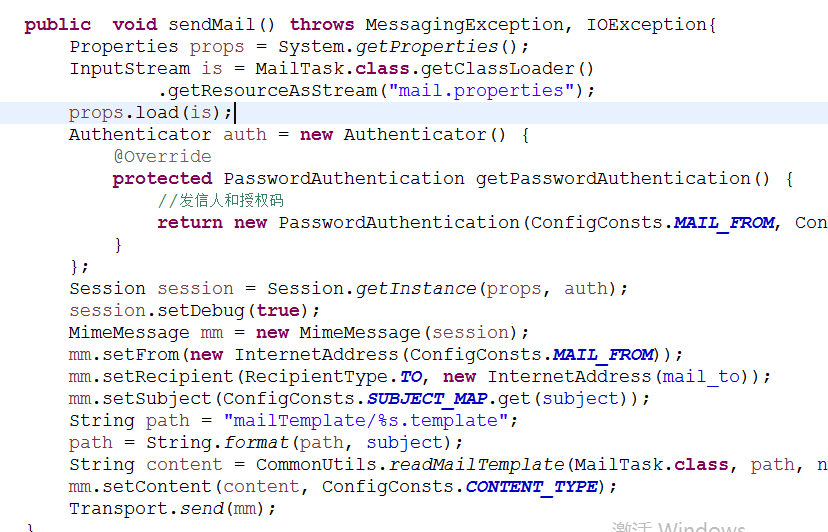 public  void sendMail() throws MessagingException, IOException{
    Properties props = System.getProperties();
    InputStream is = MailTask.class.getClassLoader()
            .getResourceAsStream("mail.properties");
    props.load(is);
    Authenticator auth = new Authenticator() {
        @Override
        protected PasswordAuthentication getPasswordAuthentication() {
            //发信人和授权码
            return new PasswordAuthentication(ConfigConsts.MAIL_FROM, Con
        }
    };
    Session session = Session.getInstance(props, auth);
    session.setDebug(true);
    MimeMessage mm = new MimeMessage(session);
    mm.setFrom(new InternetAddress(ConfigConsts.MAIL_FROM));
    mm.setRecipient(RecipientType.TO, new InternetAddress(mail_to));
    mm.setSubject(ConfigConsts.SUBJECT_MAP.get(subject));
    String path = "mailTemplate/%s.template";
    path = String.format(path, subject);
    String content = CommonUtils.readMailTemplate(MailTask.class, path, n
    mm.setContent(content, ConfigConsts.CONTENT_TYPE);
    Transport.send(mm);
}
激活 Windows